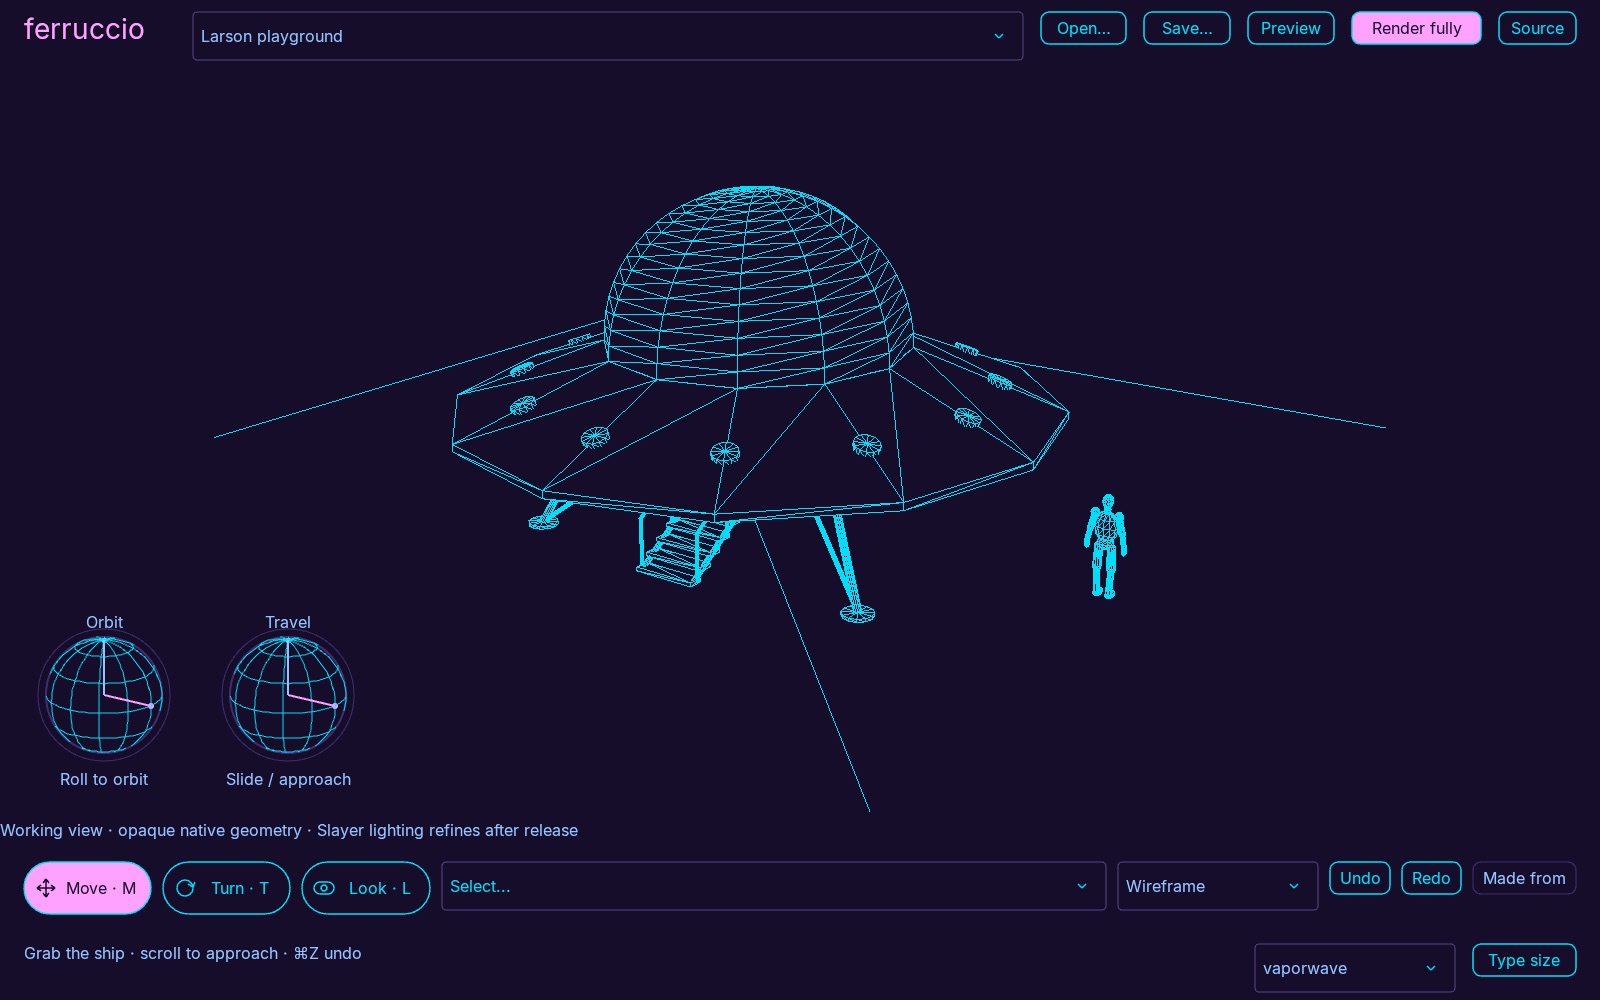 ferruccio
Larson playground
Open...
Save...
Preview
Render fully
Source
Orbit
Travel
Roll to orbit
Slide / approach
Working view · opaque native geometry · Slayer lighting refines after release
Move · M
Turn · T
Look · L
Select...
Wireframe
Undo
Redo
Made from
Grab the ship · scroll to approach · ⌘Z undo
vaporwave
Type size